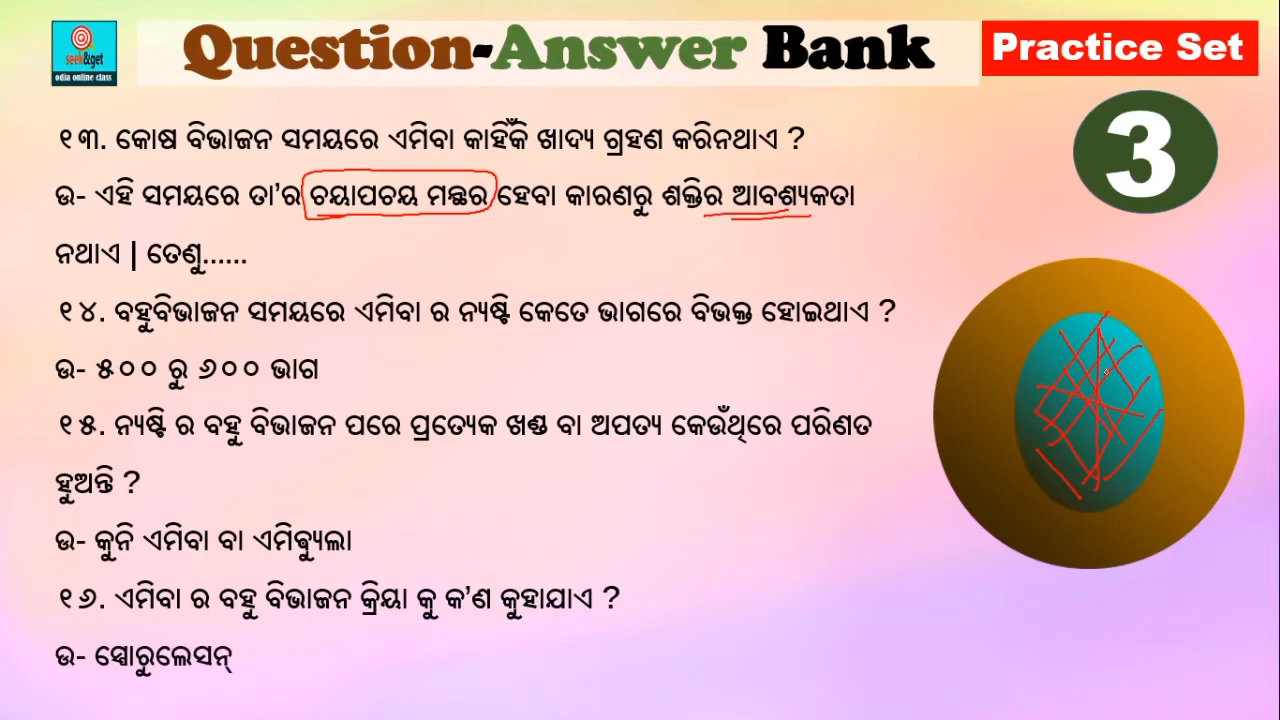 seek&get
odia online class
Question-Answer Bank
Practice Set
3
୧୩. କୋଷ ବିଭାଜନ ସମୟରେ ଏମିବା କାହିଁକି ଖାଦ୍ୟ ଗ୍ରହଣ କରିନଥାଏ ?
ଉ- ଏହି ସମୟରେ ତା'ର ଚୟାପଚୟ ମନ୍ଥର ହେବା କାରଣରୁ ଶକ୍ତିର ଆବଶ୍ୟକତା
ନଥାଏ | ତେଣୁ......
୧୪. ବହୁବିଭାଜନ ସମୟରେ ଏମିବା ର ନ୍ୟଷ୍ଟି କେତେ ଭାଗରେ ବିଭକ୍ତ ହୋଇଥାଏ ?
ଉ- ୫୦୦ ରୁ ୬୦୦ ଭାଗ
୧୫. ନ୍ୟଷ୍ଟି ର ବହୁ ବିଭାଜନ ପରେ ପ୍ରତ୍ୟେକ ଖଣ୍ଡ ବା ଅପତ୍ୟ କେଉଁଥିରେ ପରିଣତ
ହୁଅନ୍ତି ?
ଉ- କୁନି ଏମିବା ବା ଏମିଵ୍ୟୁଲା
୧୬. ଏମିବା ର ବହୁ ବିଭାଜନ କ୍ରିୟା କୁ କ'ଣ କୁହାଯାଏ ?
ଉ- ସ୍ପୋରୁଲେସନ୍